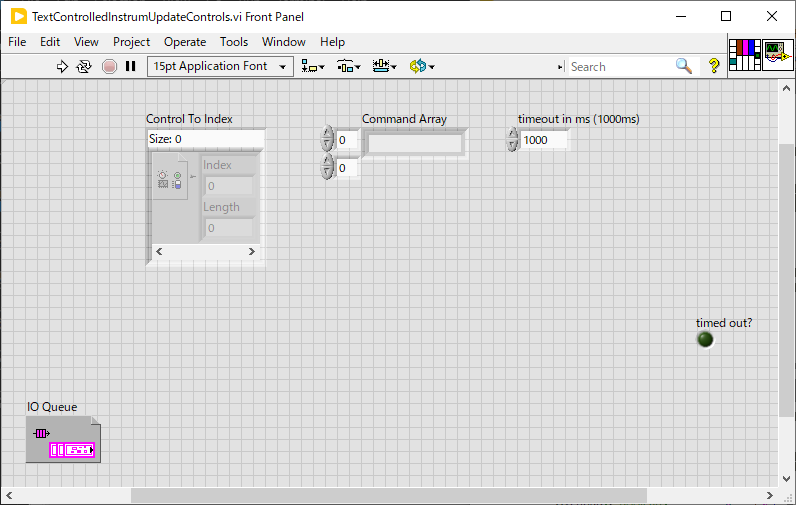 TextControlledInstrumUpdateControls.vi Front Panel
File Edit View Project Operate Tools Window Help
15pt Application Font
Search
Control To Index
Size: 0
Index
0
Length
0
Command Array
0
0
timeout in ms (1000ms)
1000
timed out?
IO Queue